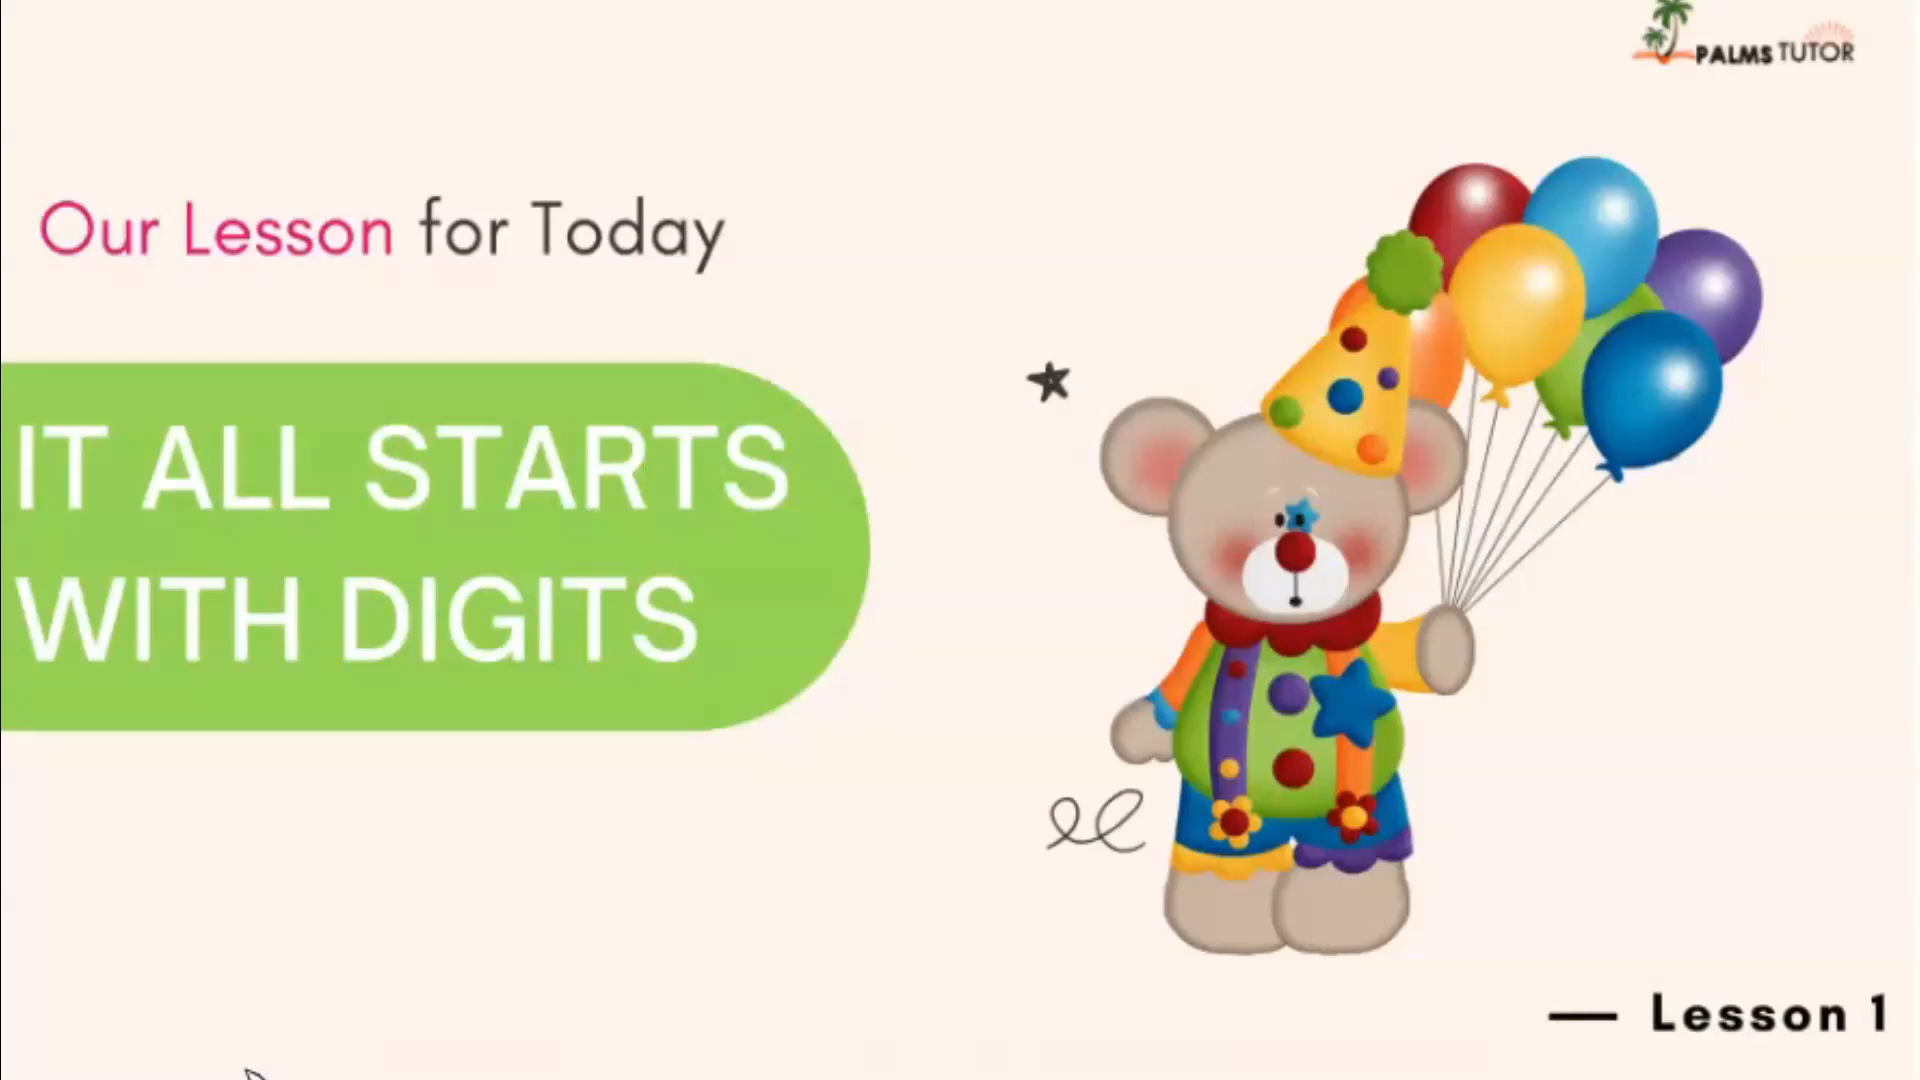 PALMS TUTOR
Our Lesson for Today
IT ALL STARTS
WITH DIGITS
Lesson 1